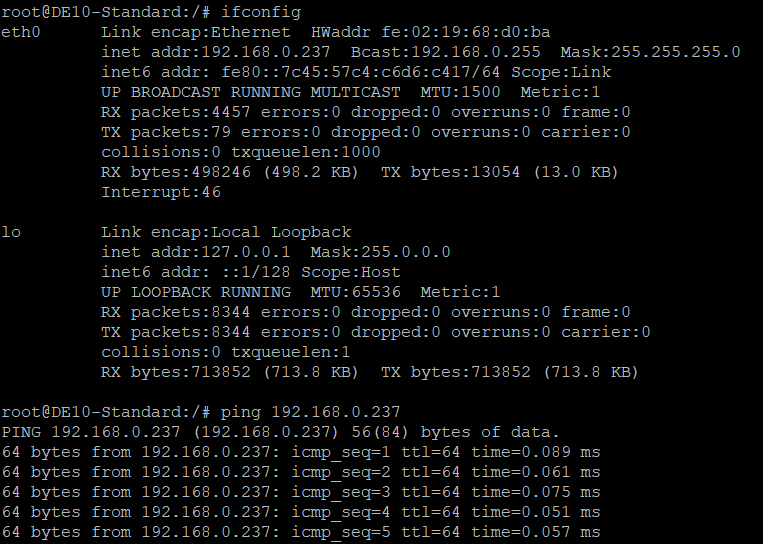 root@DE10-Standard:/# ifconfig
eth0      Link encap:Ethernet  HWaddr fe:02:19:68:d0:ba
          inet addr:192.168.0.237  Bcast:192.168.0.255  Mask:255.255.255.0
          inet6 addr: fe80::7c45:57c4:c6d6:c417/64 Scope:Link
          UP BROADCAST RUNNING MULTICAST  MTU:1500  Metric:1
          RX packets:4457 errors:0 dropped:0 overruns:0 frame:0
          TX packets:79 errors:0 dropped:0 overruns:0 carrier:0
          collisions:0 txqueuelen:1000
          RX bytes:498246 (498.2 KB)  TX bytes:13054 (13.0 KB)
          Interrupt:46

lo        Link encap:Local Loopback
          inet addr:127.0.0.1  Mask:255.0.0.0
          inet6 addr: ::1/128 Scope:Host
          UP LOOPBACK RUNNING  MTU:65536  Metric:1
          RX packets:8344 errors:0 dropped:0 overruns:0 frame:0
          TX packets:8344 errors:0 dropped:0 overruns:0 carrier:0
          collisions:0 txqueuelen:1
          RX bytes:713852 (713.8 KB)  TX bytes:713852 (713.8 KB)

root@DE10-Standard:/# ping 192.168.0.237
PING 192.168.0.237 (192.168.0.237) 56(84) bytes of data.
64 bytes from 192.168.0.237: icmp_seq=1 ttl=64 time=0.089 ms
64 bytes from 192.168.0.237: icmp_seq=2 ttl=64 time=0.061 ms
64 bytes from 192.168.0.237: icmp_seq=3 ttl=64 time=0.075 ms
64 bytes from 192.168.0.237: icmp_seq=4 ttl=64 time=0.051 ms
64 bytes from 192.168.0.237: icmp_seq=5 ttl=64 time=0.057 ms